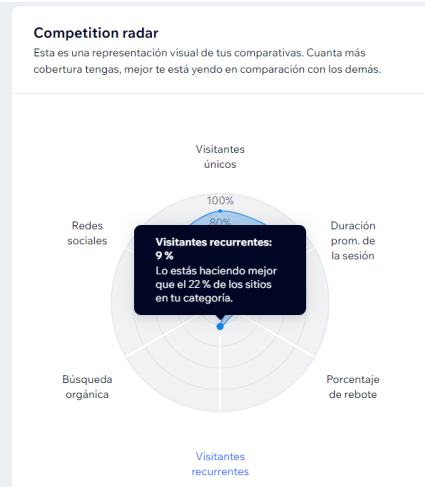 Competition radar
Esta es una representación visual de tus comparativas. Cuanta más
cobertura tengas, mejor te está yendo en comparación con los demás.
Visitantes
únicos
100%
80%
Redes
sociales
Duración
prom. de
la sesión
Visitantes recurrentes:
9 %
Lo estás haciendo mejor
que el 22 % de los sitios
en tu categoría.
Búsqueda
orgánica
Porcentaje
de rebote
Visitantes
recurrentes